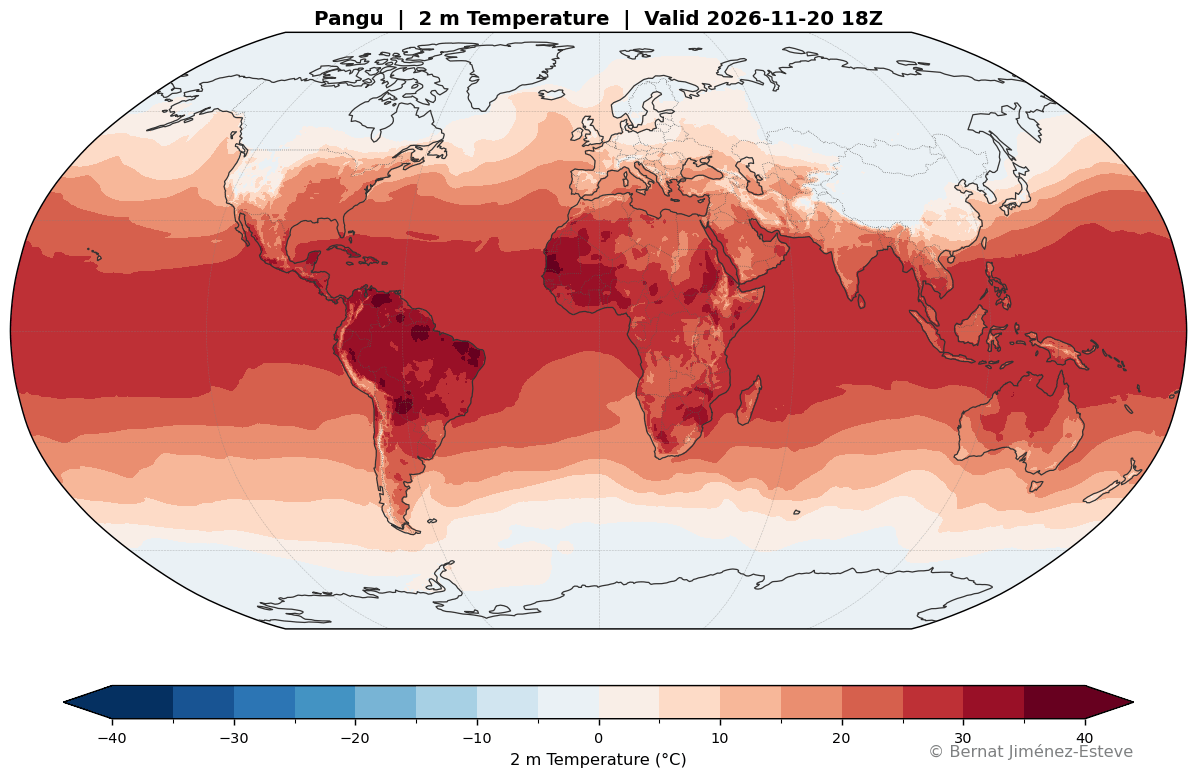 Pangu | 2 m Temperature | Valid 2026-11-20 18Z
−40 −30 −20 −10 0 10 20 30 40
2 m Temperature (°C)
© Bernat Jiménez-Esteve